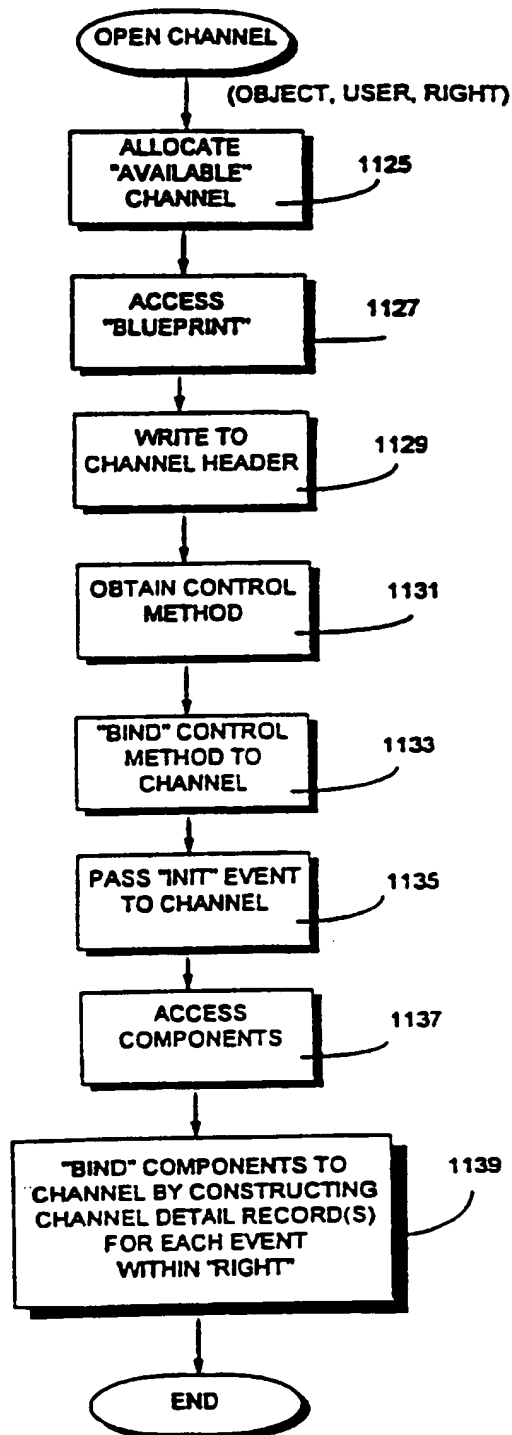 OPEN CHANNEL
(OBJECT, USER, RIGHT)
ALLOCATE
"AVAILABLE"
CHANNEL
1125
ACCESS
"BLUEPRINT"
1127
WRITE TO
CHANNEL HEADER
1129
OBTAIN CONTROL
METHOD
1131
"BIND" CONTROL
METHOD TO
CHANNEL
1133
PASS "INIT" EVENT
TO CHANNEL
1135
ACCESS
COMPONENTS
1137
"BIND" COMPONENTS TO
CHANNEL BY CONSTRUCTING
CHANNEL DETAIL RECORD(S)
FOR EACH EVENT
WITHIN "RIGHT"
1139
END